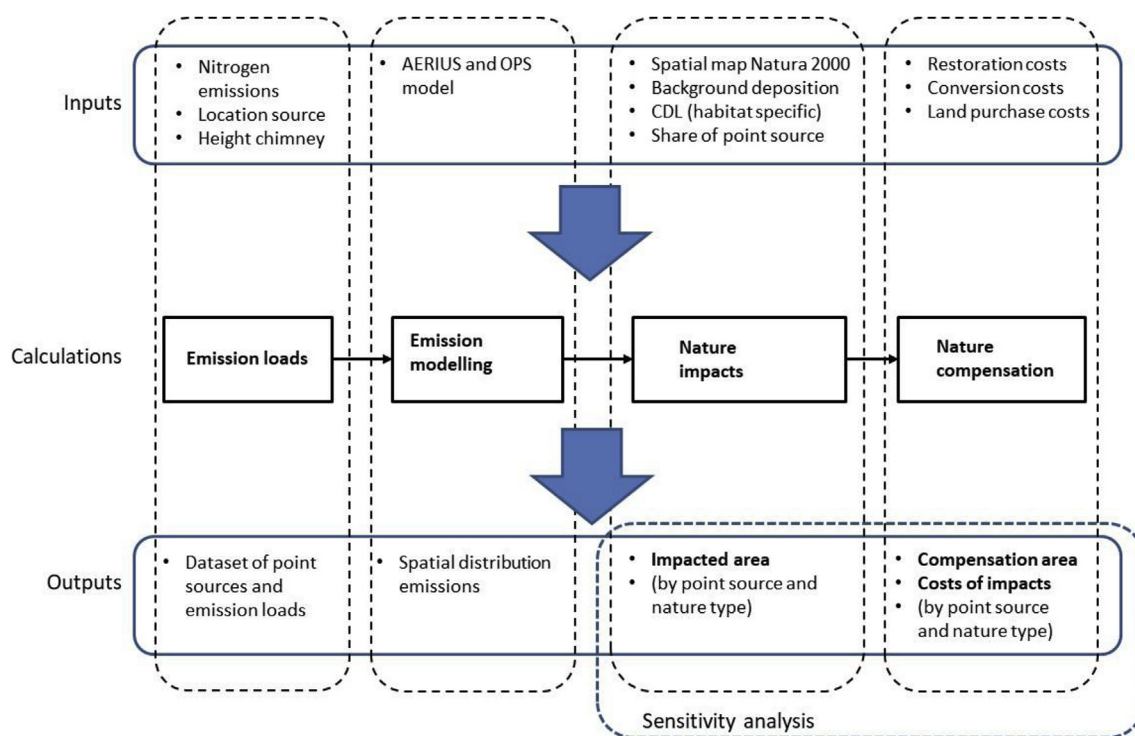 Inputs
• Nitrogen
emissions
• Location source
• Height chimney
• AERIUS and OPS
model
• Spatial map Natura 2000
• Background deposition
• CDL (habitat specific)
• Share of point source
• Restoration costs
• Conversion costs
• Land purchase costs
Calculations
Emission loads
Emission
modelling
Nature
impacts
Nature
compensation
Outputs
• Dataset of point
sources and
emission loads
• Spatial distribution
emissions
• Impacted area
• (by point source and
nature type)
• Compensation area
• Costs of impacts
• (by point source
and nature type)
Sensitivity analysis